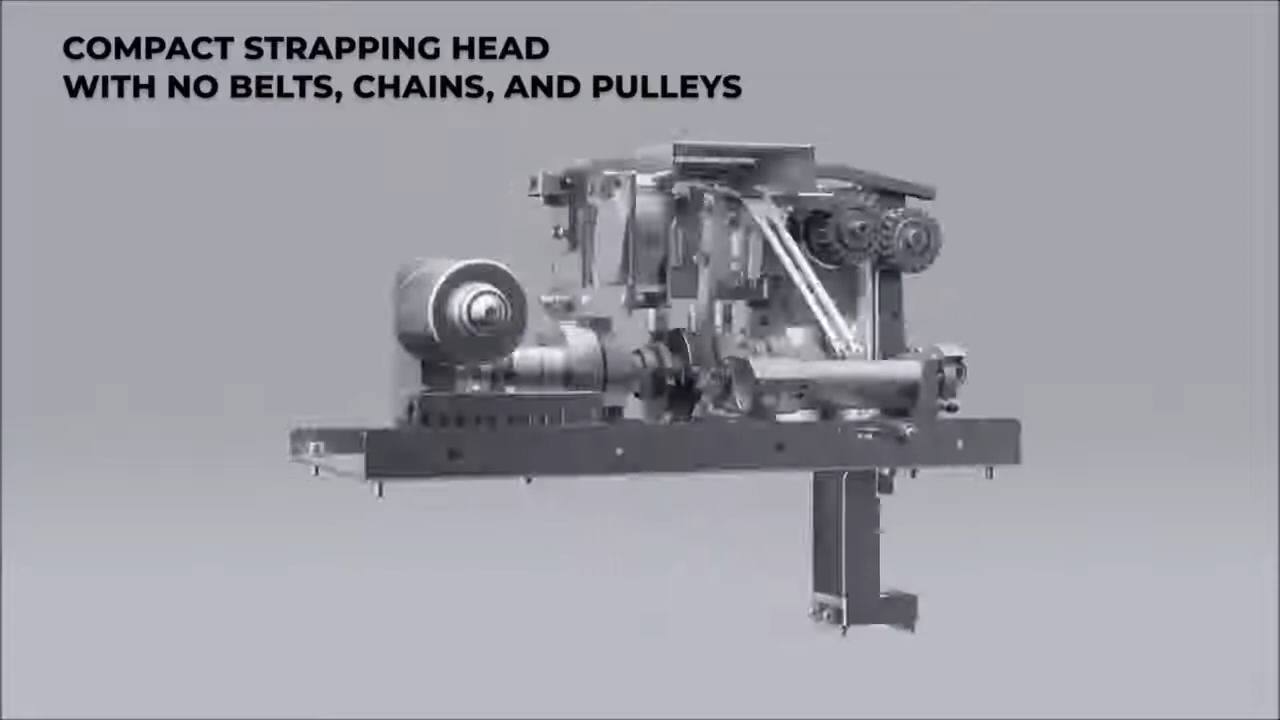 COMPACT STRAPPING HEAD
WITH NO BELTS, CHAINS, AND PULLEYS